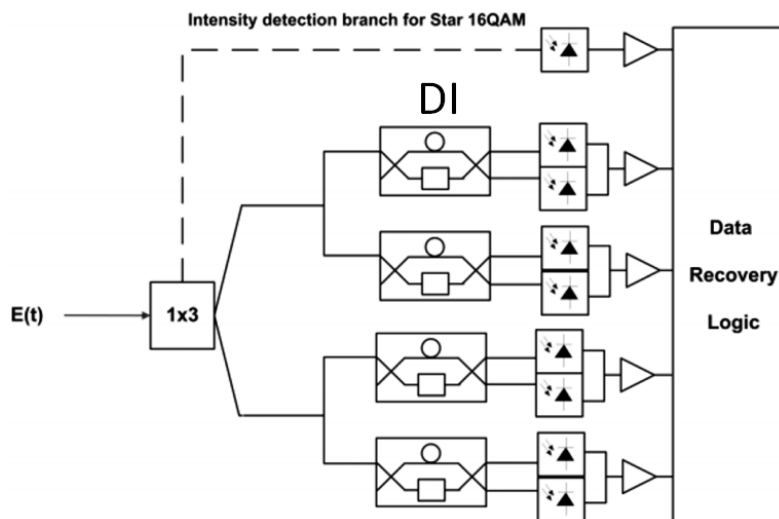 Intensity detection branch for Star 16QAM
DI
E(t)
1x3
Data
Recovery
Logic